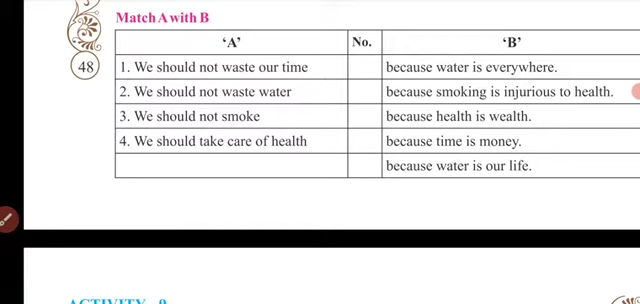 Match A with B
‘A’ No. ‘B’
48
1. We should not waste our time because water is everywhere.
2. We should not waste water because smoking is injurious to health.
3. We should not smoke because health is wealth.
4. We should take care of health because time is money.
because water is our life.
ACTIVITY - 9